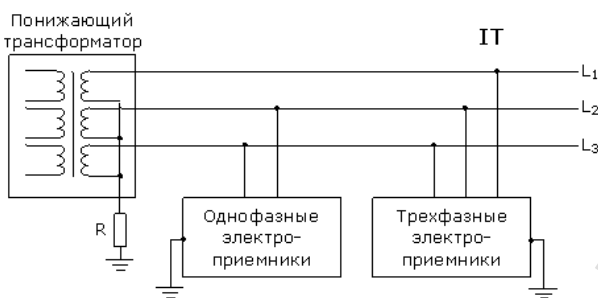 Понижающий
трансформатор
IT
L1
L2
L3
R
Однофазные
электро-
приемники
Трехфазные
электро-
приемники